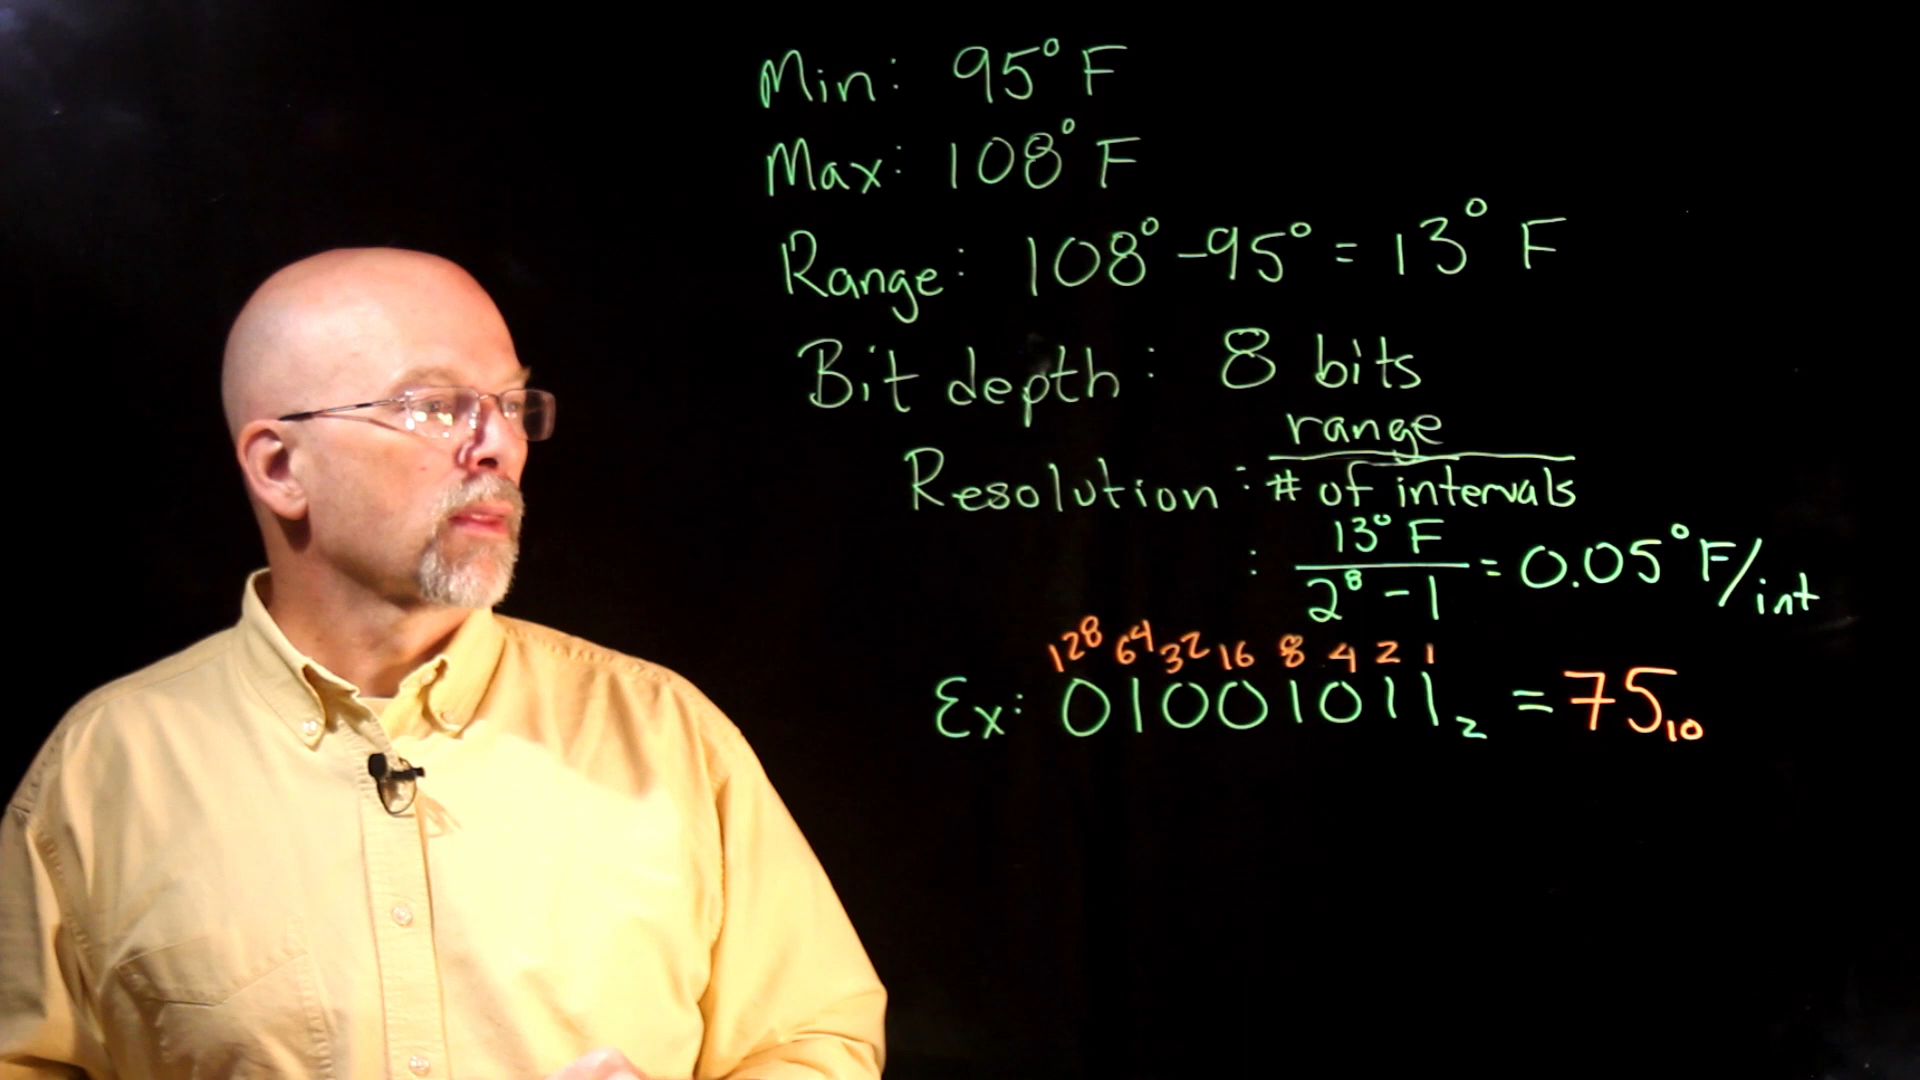 Min: 95° F
Max: 108° F
Range: 108° - 95° = 13° F
Bit depth: 8 bits
range
Resolution: # of intervals
13° F
: 2⁸ - 1 = 0.05° F/int
128 64 32 16 8 4 2 1
Ex: 01001011₂ = 75₁₀